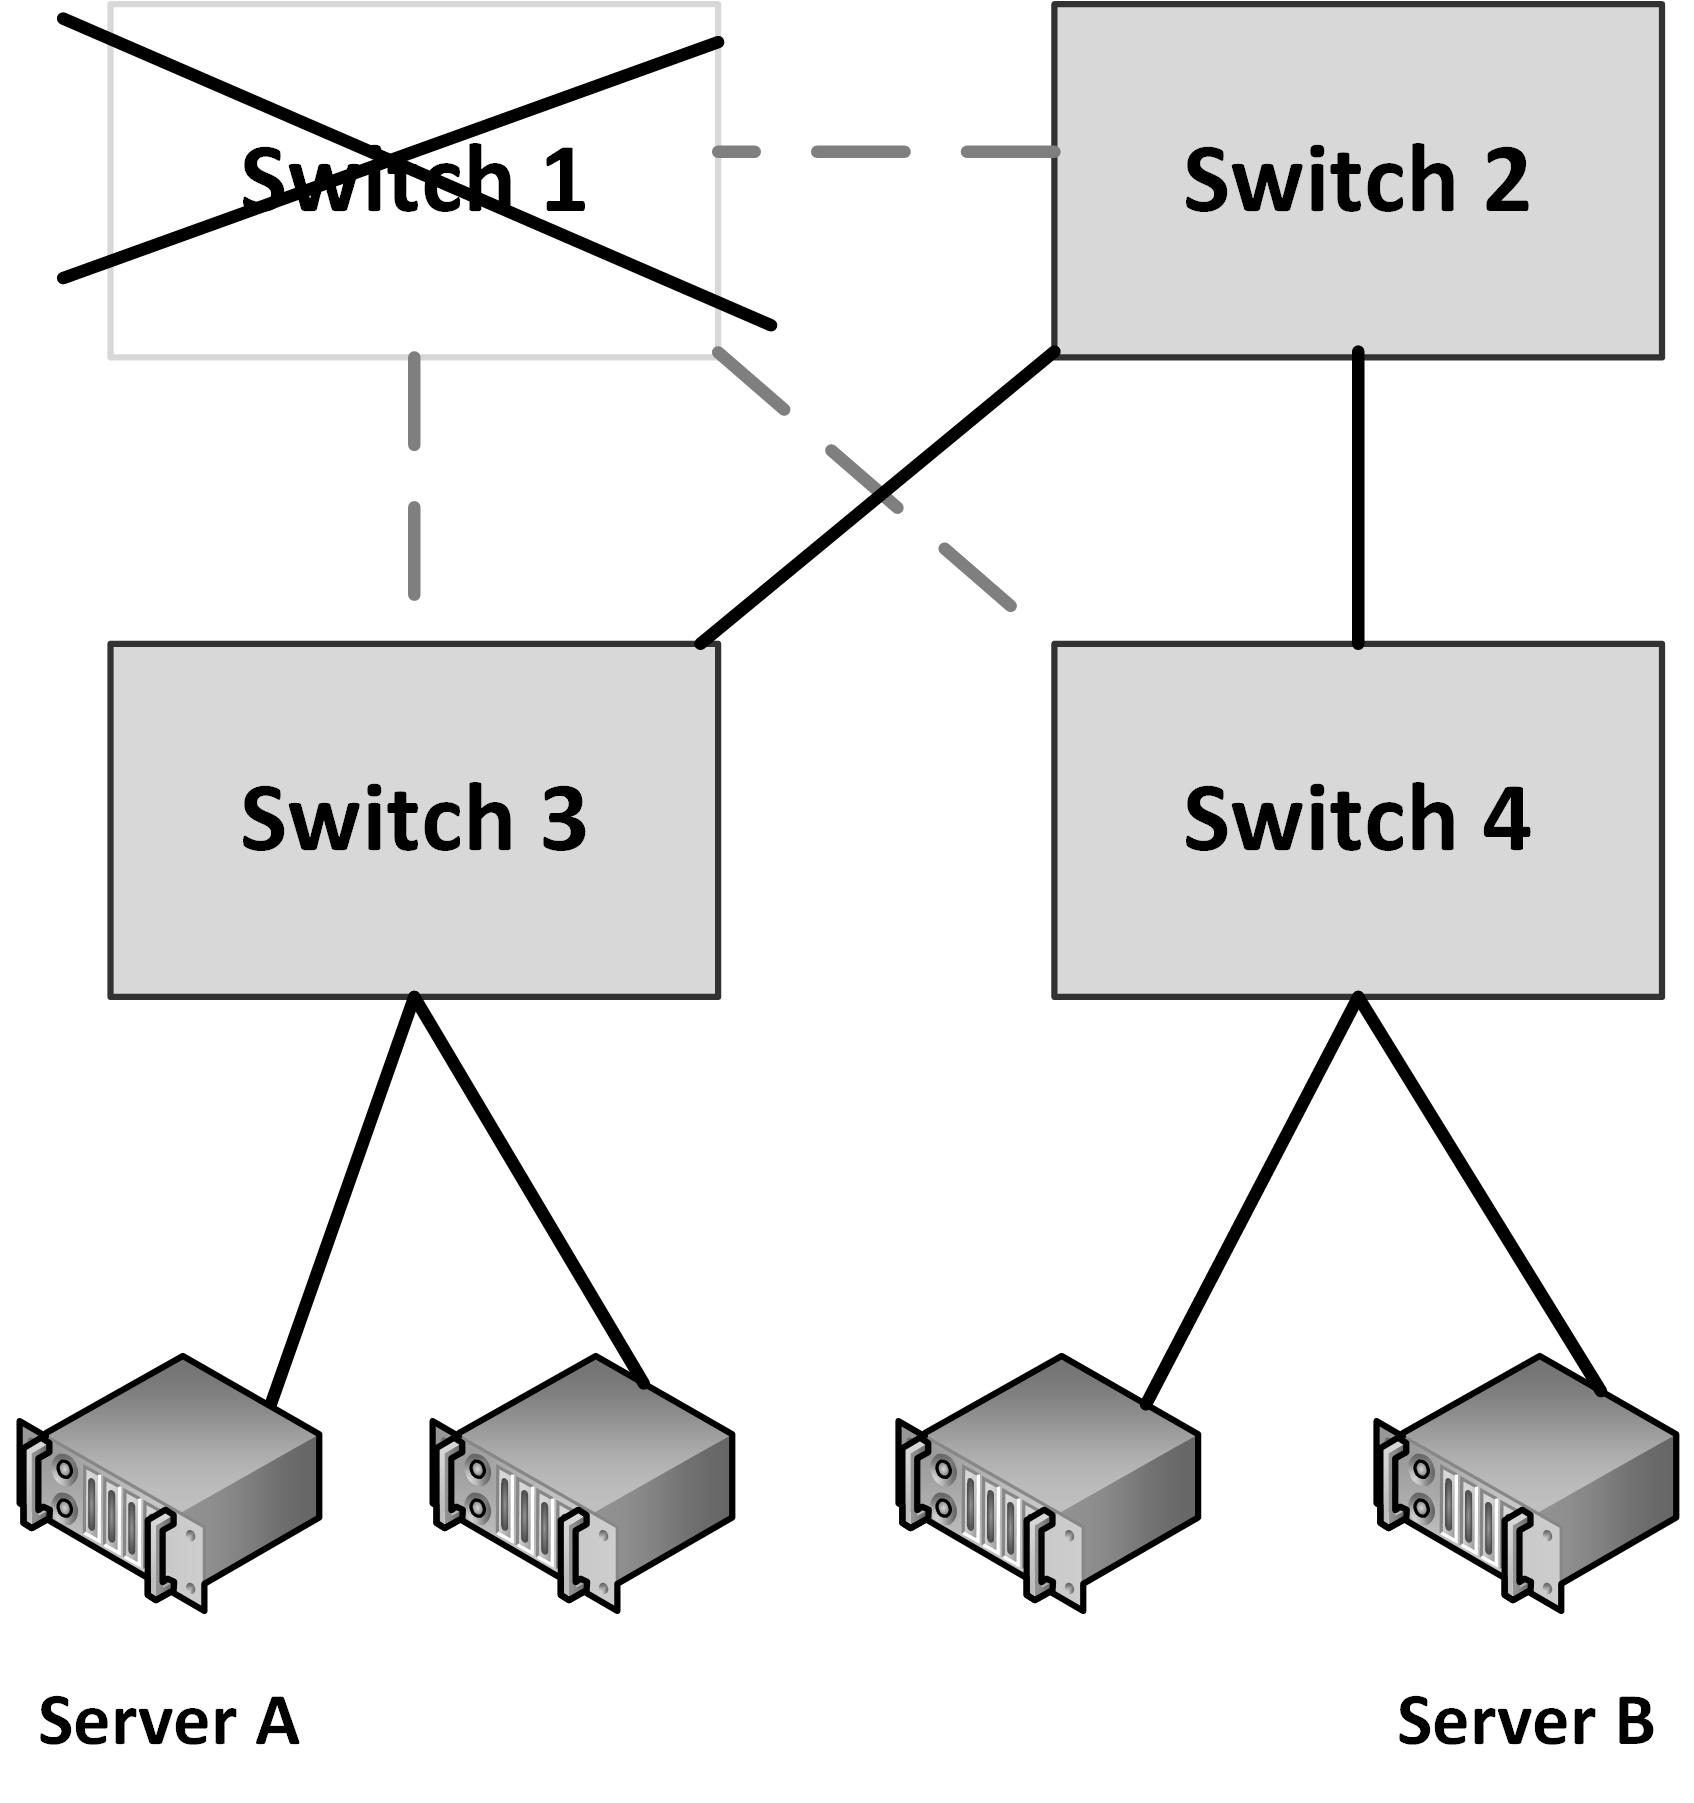 Switch 1
Switch 2
Switch 3
Switch 4
Server A
Server B